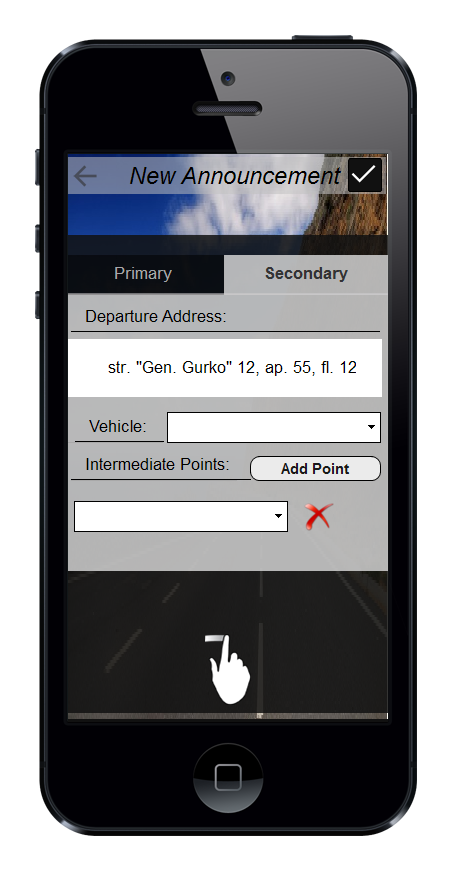 New Announcement
Primary
Secondary
Departure Address:
str. "Gen. Gurko" 12, ap. 55, fl. 12
Vehicle:
Intermediate Points:
Add Point